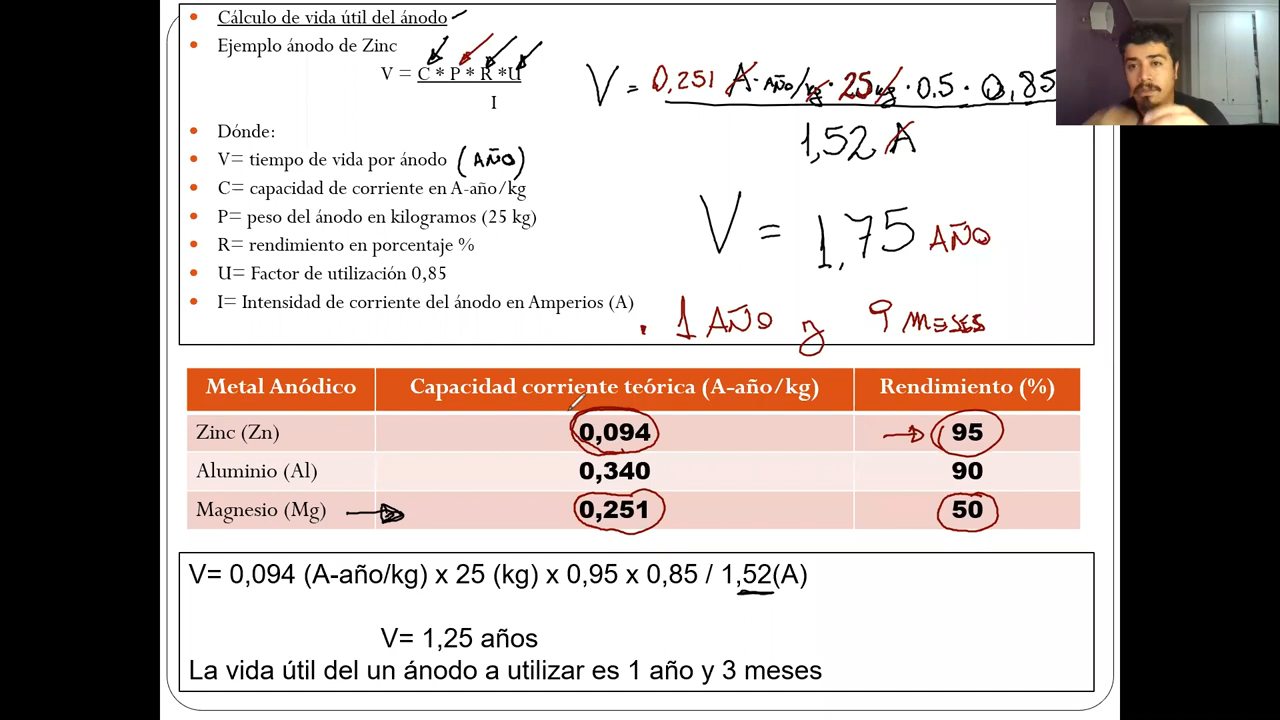 • Cálculo de vida útil del ánodo
• Ejemplo ánodo de Zinc
V = C * P * R * U
I
• Dónde:
• V= tiempo de vida por ánodo (AÑO)
• C= capacidad de corriente en A-año/kg
• P= peso del ánodo en kilogramos (25 kg)
• R= rendimiento en porcentaje %
• U= Factor de utilización 0,85
• I= Intensidad de corriente del ánodo en Amperios (A)
V = 0,251 A·AÑO/kg · 25 kg · 0.5 · 0,85
1,52 A
V = 1,75 AÑO
. 1 AÑO y 9 MESES
Metal Anódico Capacidad corriente teórica (A-año/kg) Rendimiento (%)
Zinc (Zn) 0,094 95
Aluminio (Al) 0,340 90
Magnesio (Mg) 0,251 50
V= 0,094 (A-año/kg) x 25 (kg) x 0,95 x 0,85 / 1,52(A)
V= 1,25 años
La vida útil del un ánodo a utilizar es 1 año y 3 meses